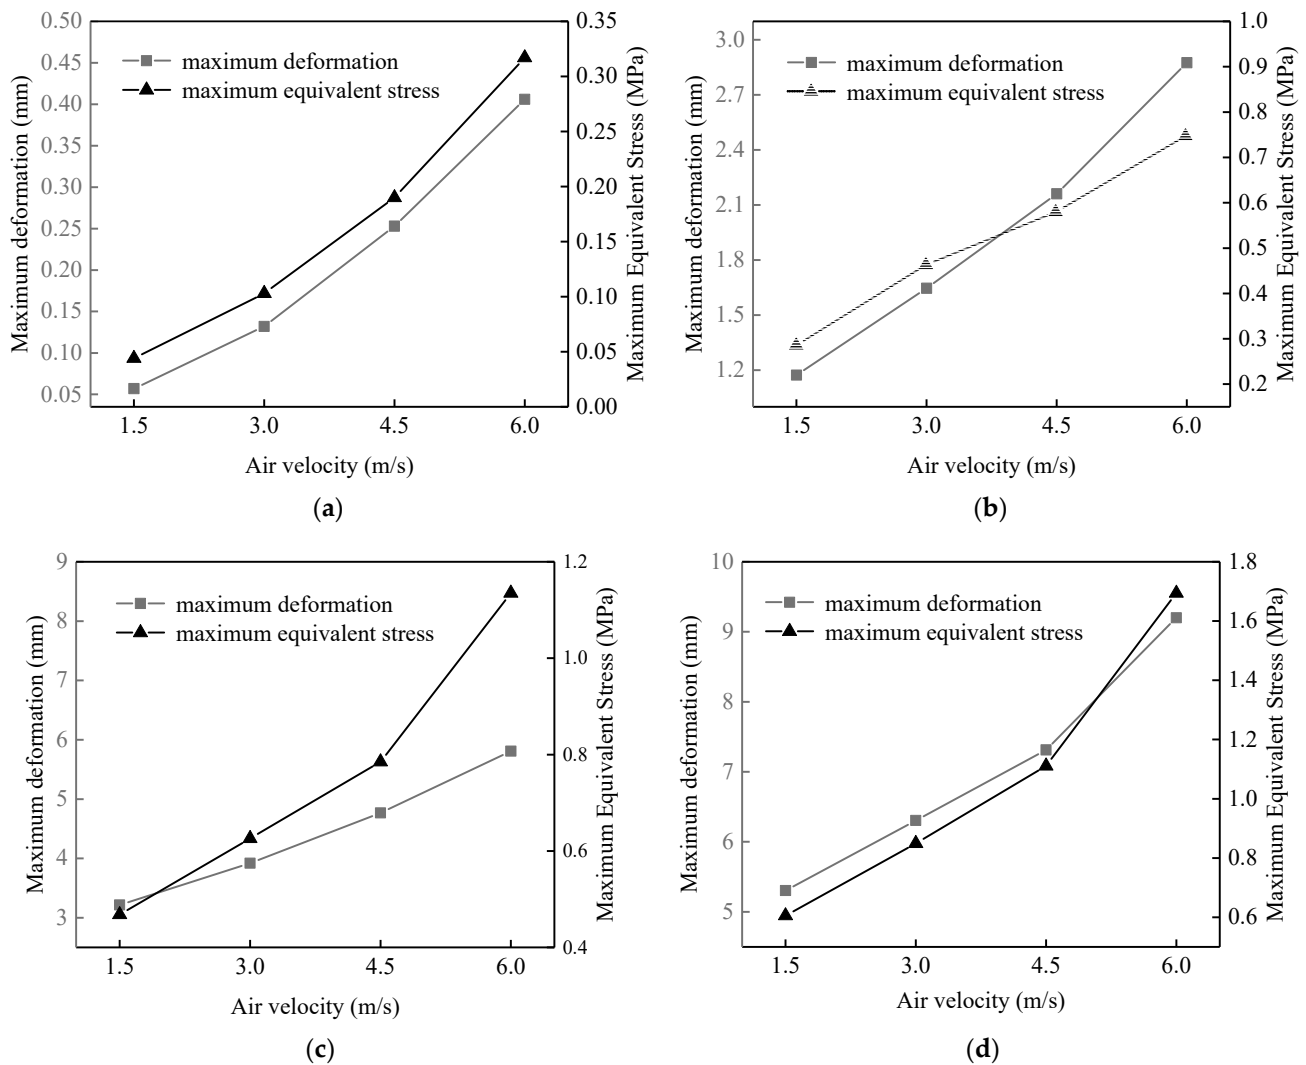 0.50
0.45
0.40
0.35
0.30
0.25
0.20
0.15
0.10
0.05
Maximum deformation (mm)
maximum deformation
maximum equivalent stress
0.35
0.30
0.25
0.20
0.15
0.10
0.05
0.00
Maximum Equivalent Stress (MPa)
1.5 3.0 4.5 6.0
Air velocity (m/s)
(a)
3.0
2.7
2.4
2.1
1.8
1.5
1.2
Maximum deformation (mm)
maximum deformation
maximum equivalent stress
1.0
0.9
0.8
0.7
0.6
0.5
0.4
0.3
0.2
Maximum Equivalent Stress (MPa)
1.5 3.0 4.5 6.0
Air velocity (m/s)
(b)
9
8
7
6
5
4
3
Maximum deformation (mm)
maximum deformation
maximum equivalent stress
1.2
1.0
0.8
0.6
0.4
Maximum Equivalent Stress (MPa)
1.5 3.0 4.5 6.0
Air velocity (m/s)
(c)
10
9
8
7
6
5
Maximum deformation (mm)
maximum deformation
maximum equivalent stress
1.8
1.6
1.4
1.2
1.0
0.8
0.6
Maximum Equivalent Stress (MPa)
1.5 3.0 4.5 6.0
Air velocity (m/s)
(d)